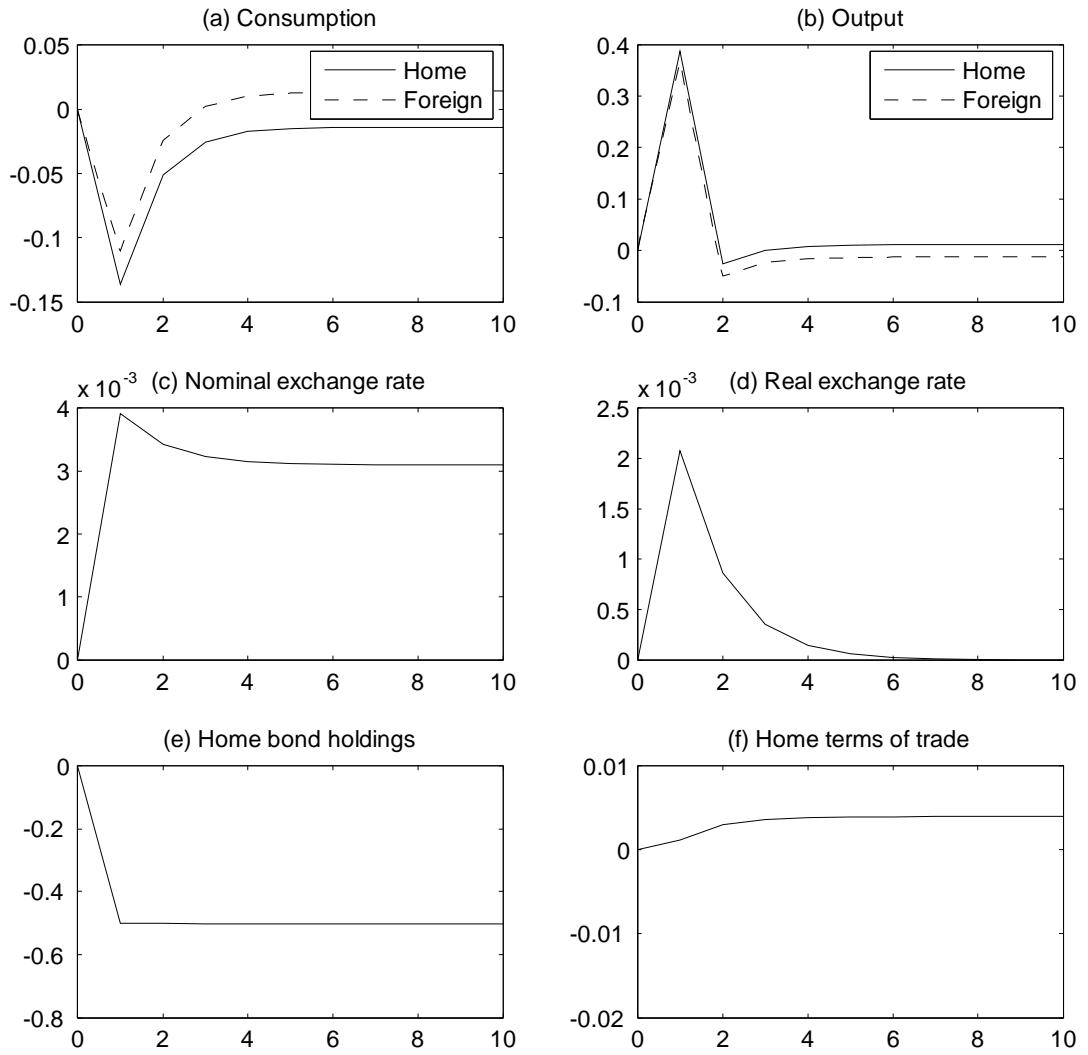 (a) Consumption
0.05
0
-0.05
-0.1
-0.15
0 2 4 6 8 10
Home
Foreign
(b) Output
0.4
0.3
0.2
0.1
0
-0.1
0 2 4 6 8 10
Home
Foreign
x 10^-3 (c) Nominal exchange rate
4
3
2
1
0
0 2 4 6 8 10
x 10^-3 (d) Real exchange rate
2.5
2
1.5
1
0.5
0
0 2 4 6 8 10
(e) Home bond holdings
0
-0.2
-0.4
-0.6
-0.8
0 2 4 6 8 10
(f) Home terms of trade
0.01
0
-0.01
-0.02
0 2 4 6 8 10